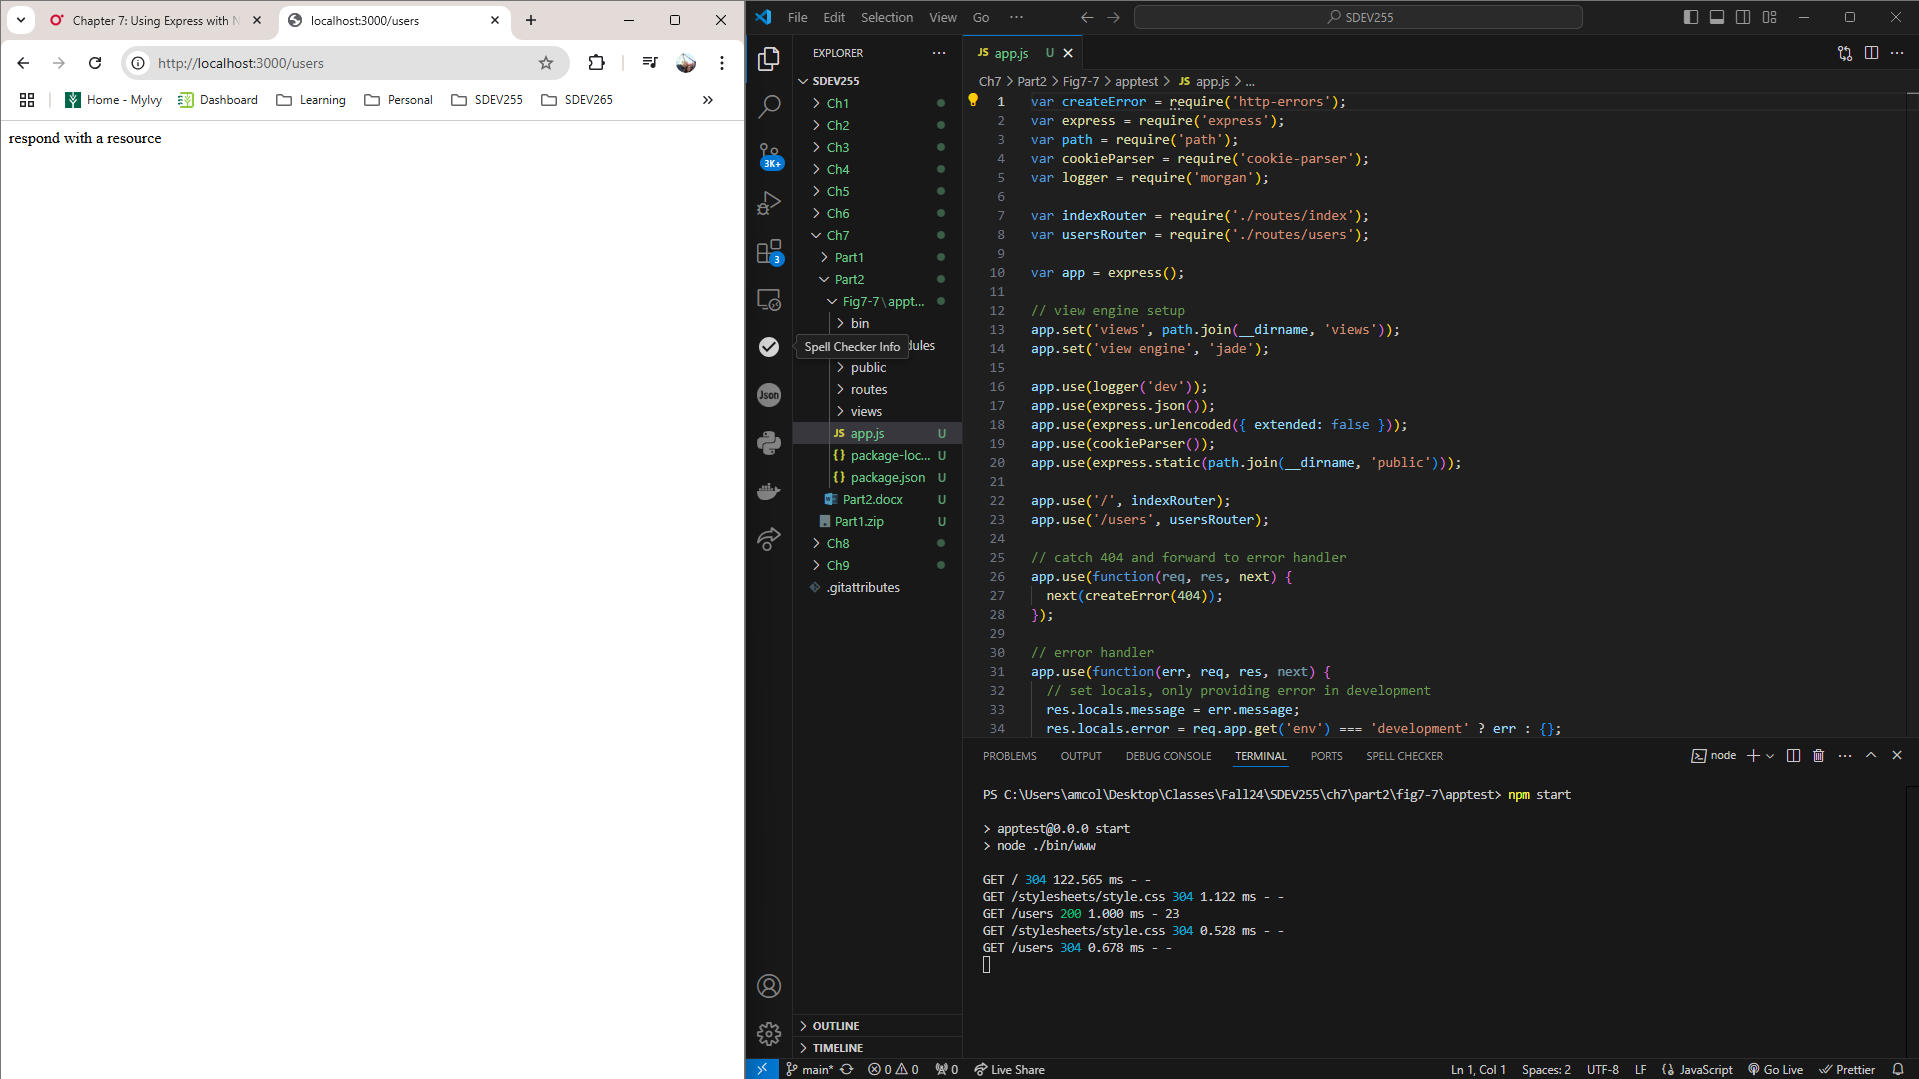 Chapter 7: Using Express with N
localhost:3000/users
http://localhost:3000/users
Home - MyIvy
Dashboard
Learning
Personal
SDEV255
SDEV265
respond with a resource
File Edit Selection View Go ···
SDEV255
EXPLORER
SDEV255
Ch1
Ch2
Ch3
Ch4
Ch5
Ch6
Ch7
Part1
Part2
Fig7-7\appt...
bin
dules
public
routes
views
JS app.js U
{} package-loc... U
{} package.json U
Part2.docx U
Part1.zip U
Ch8
Ch9
.gitattributes
OUTLINE
TIMELINE
3K+
3
Spell Checker Info
Json
JS app.js U
Ch7 > Part2 > Fig7-7 > apptest > JS app.js > ...
1 var createError = require('http-errors');
2 var express = require('express');
3 var path = require('path');
4 var cookieParser = require('cookie-parser');
5 var logger = require('morgan');
6
7 var indexRouter = require('./routes/index');
8 var usersRouter = require('./routes/users');
9
10 var app = express();
11
12 // view engine setup
13 app.set('views', path.join(__dirname, 'views'));
14 app.set('view engine', 'jade');
15
16 app.use(logger('dev'));
17 app.use(express.json());
18 app.use(express.urlencoded({ extended: false }));
19 app.use(cookieParser());
20 app.use(express.static(path.join(__dirname, 'public')));
21
22 app.use('/', indexRouter);
23 app.use('/users', usersRouter);
24
25 // catch 404 and forward to error handler
26 app.use(function(req, res, next) {
27 next(createError(404));
28 });
29
30 // error handler
31 app.use(function(err, req, res, next) {
32 // set locals, only providing error in development
33 res.locals.message = err.message;
34 res.locals.error = req.app.get('env') === 'development' ? err : {};
PROBLEMS OUTPUT DEBUG CONSOLE TERMINAL PORTS SPELL CHECKER
node
PS C:\Users\amcol\Desktop\Classes\Fall24\SDEV255\ch7\part2\fig7-7\apptest> npm start
> apptest@0.0.0 start
> node ./bin/www
GET / 304 122.565 ms - -
GET /stylesheets/style.css 304 1.122 ms - -
GET /users 200 1.000 ms - 23
GET /stylesheets/style.css 304 0.528 ms - -
GET /users 304 0.678 ms - -
main* 0 0 0 Live Share
Ln 1, Col 1 Spaces: 2 UTF-8 LF {} JavaScript Go Live Prettier